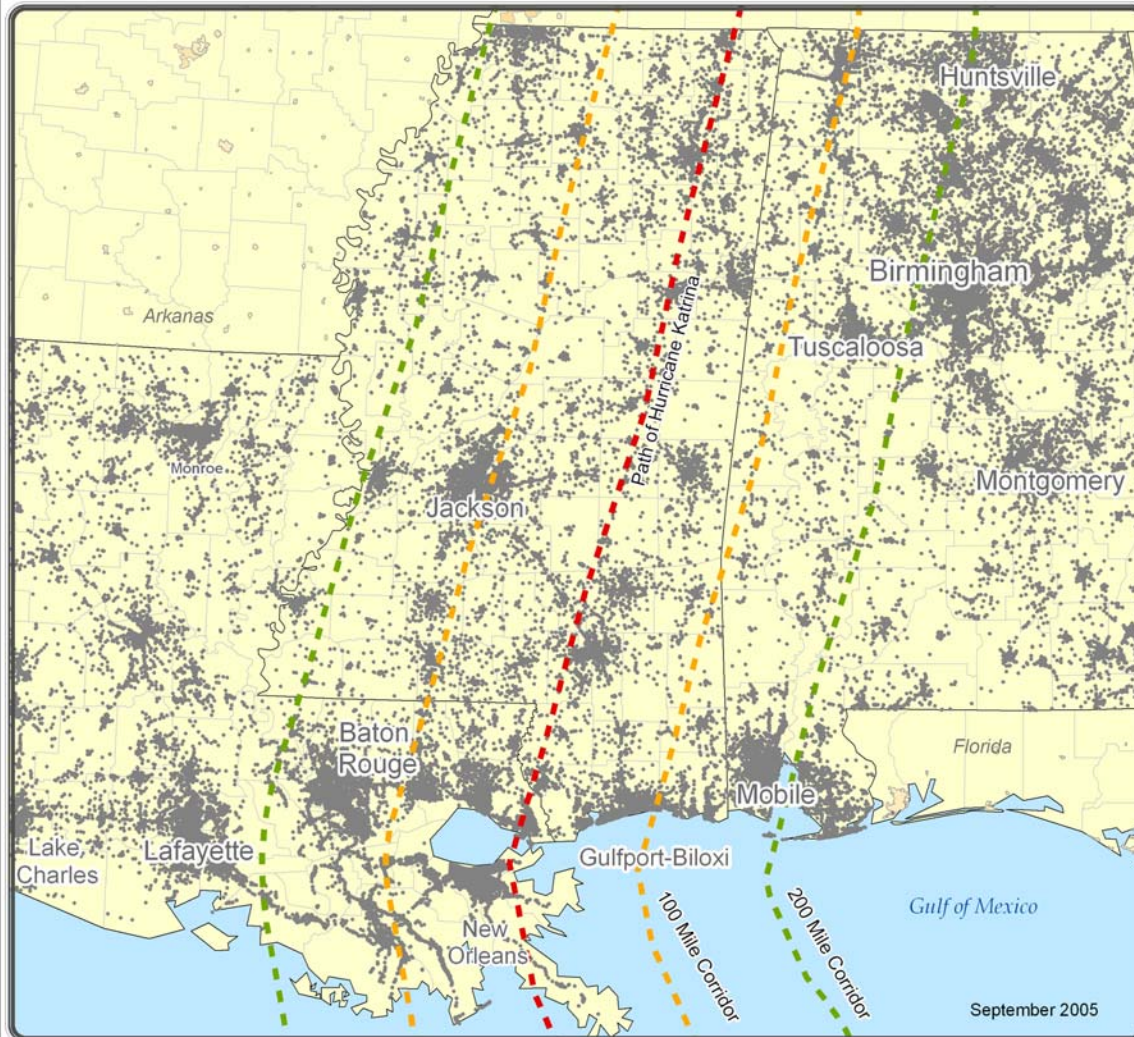 Huntsville
Birmingham
Arkansas
Tuscaloosa
Path of Hurricane Katrina
Monroe
Jackson
Montgomery
Baton
Rouge
Florida
Mobile
Lake
Charles
Lafayette
Gulfport-Biloxi
New
Orleans
100 Mile Corridor
200 Mile Corridor
Gulf of Mexico
September 2005